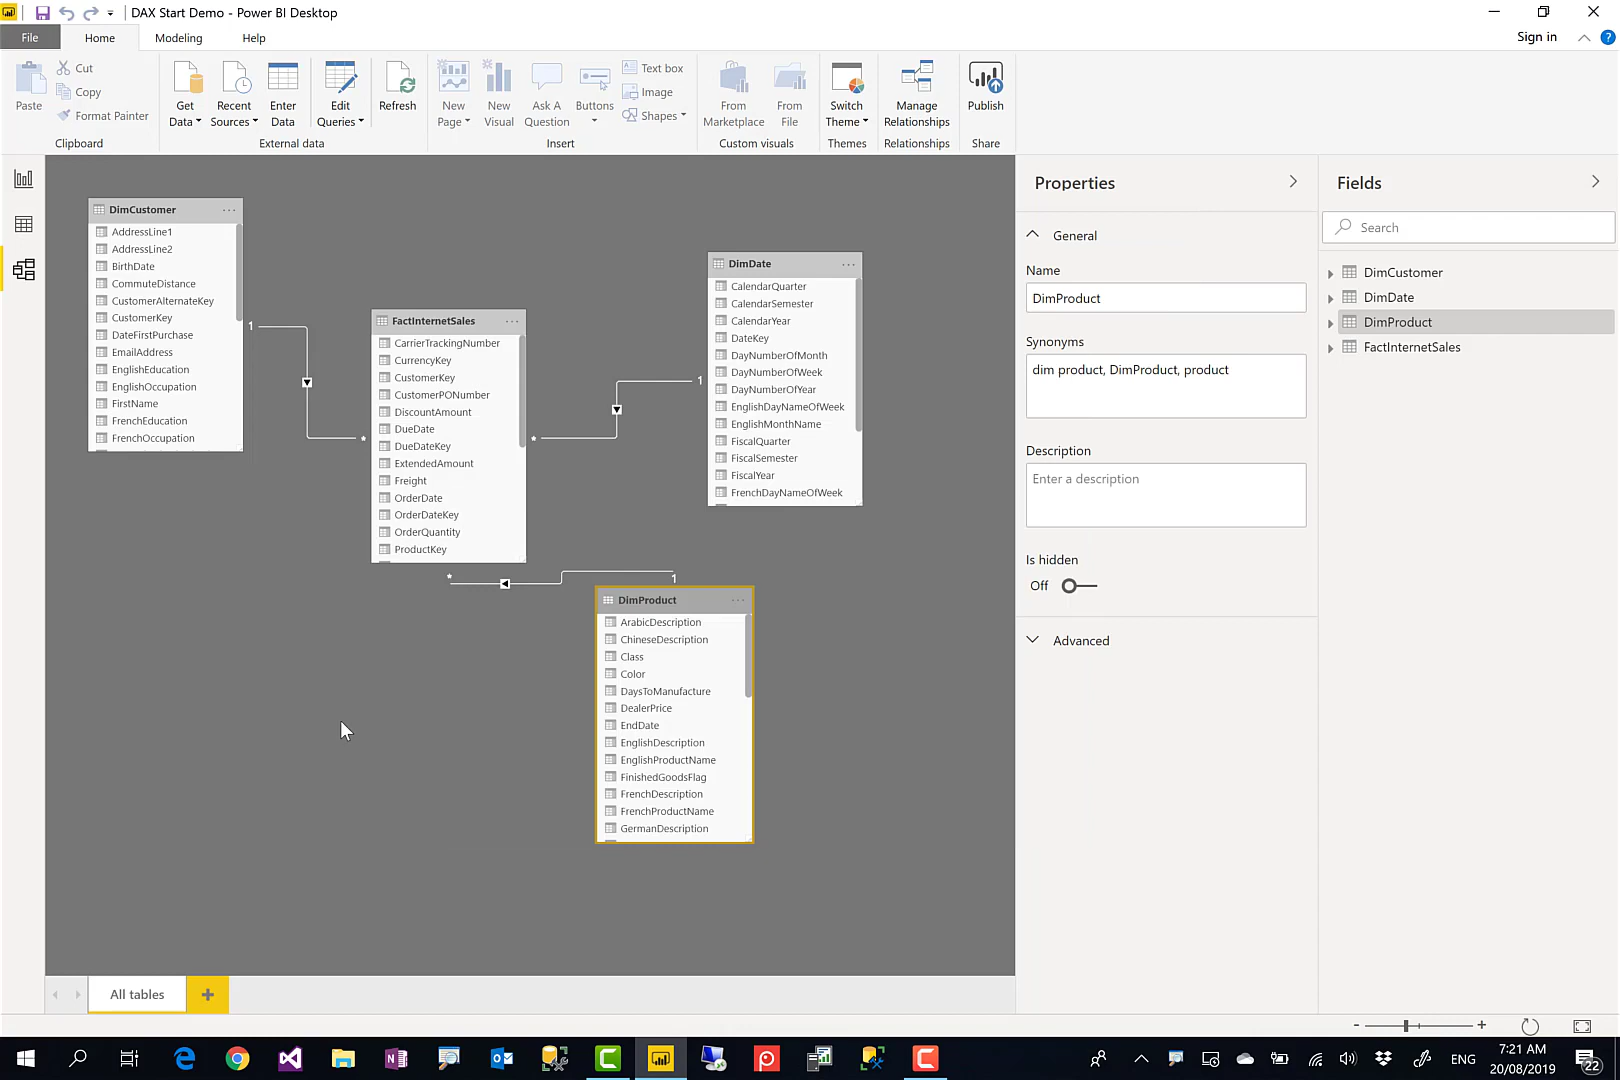 DAX Start Demo - Power BI Desktop
File
Home
Modeling
Help
Sign in
Paste
Cut
Copy
Format Painter
Clipboard
Get
Data
Recent
Sources
Enter
Data
Edit
Queries
Refresh
External data
New
Page
New
Visual
Ask A
Question
Buttons
Text box
Image
Shapes
Insert
From
Marketplace
From
File
Custom visuals
Switch
Theme
Themes
Manage
Relationships
Relationships
Publish
Share
DimCustomer
AddressLine1
AddressLine2
BirthDate
CommuteDistance
CustomerAlternateKey
CustomerKey
DateFirstPurchase
EmailAddress
EnglishEducation
EnglishOccupation
FirstName
FrenchEducation
FrenchOccupation
1
*
FactInternetSales
CarrierTrackingNumber
CurrencyKey
CustomerKey
CustomerPONumber
DiscountAmount
DueDate
DueDateKey
ExtendedAmount
Freight
OrderDate
OrderDateKey
OrderQuantity
ProductKey
*
1
DimDate
CalendarQuarter
CalendarSemester
CalendarYear
DateKey
DayNumberOfMonth
DayNumberOfWeek
DayNumberOfYear
EnglishDayNameOfWeek
EnglishMonthName
FiscalQuarter
FiscalSemester
FiscalYear
FrenchDayNameOfWeek
*
1
DimProduct
ArabicDescription
ChineseDescription
Class
Color
DaysToManufacture
DealerPrice
EndDate
EnglishDescription
EnglishProductName
FinishedGoodsFlag
FrenchDescription
FrenchProductName
GermanDescription
Properties
General
Name
DimProduct
Synonyms
dim product, DimProduct, product
Description
Enter a description
Is hidden
Off
Advanced
Fields
Search
DimCustomer
DimDate
DimProduct
FactInternetSales
All tables
ENG
7:21 AM
20/08/2019
22